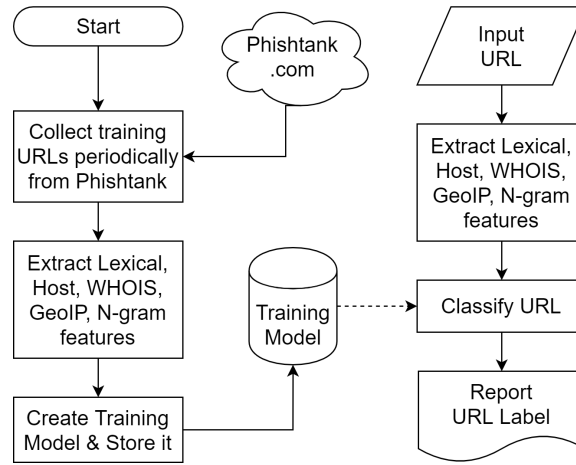 Start
Phishtank
.com
Collect training
URLs periodically
from Phishtank
Extract Lexical,
Host, WHOIS,
GeoIP, N-gram
features
Create Training
Model & Store it
Training
Model
Input
URL
Extract Lexical,
Host, WHOIS,
GeoIP, N-gram
features
Classify URL
Report
URL Label